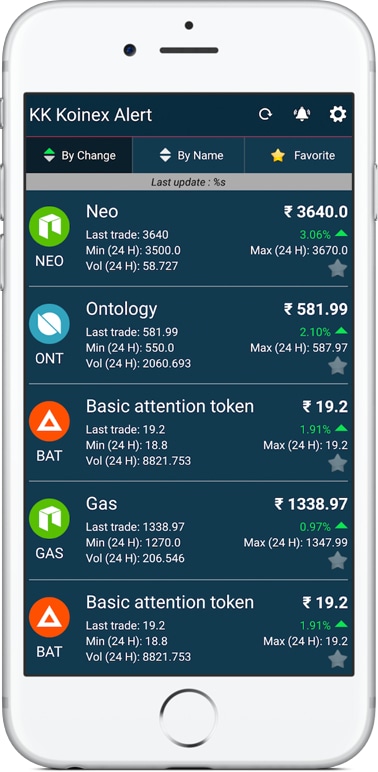 KK Koinex Alert
By Change
By Name
Favorite
Last update : %s
Neo
₹ 3640.0
Last trade: 3640
3.06%
Min (24 H): 3500.0
Max (24 H): 3670.0
Vol (24 H): 58.727
NEO
Ontology
₹ 581.99
Last trade: 581.99
2.10%
Min (24 H): 550.0
Max (24 H): 587.97
Vol (24 H): 2060.693
ONT
Basic attention token
₹ 19.2
Last trade: 19.2
1.91%
Min (24 H): 18.8
Max (24 H): 19.2
Vol (24 H): 8821.753
BAT
Gas
₹ 1338.97
Last trade: 1338.97
0.97%
Min (24 H): 1270.0
Max (24 H): 1347.99
Vol (24 H): 206.546
GAS
Basic attention token
₹ 19.2
Last trade: 19.2
1.91%
Min (24 H): 18.8
Max (24 H): 19.2
Vol (24 H): 8821.753
BAT